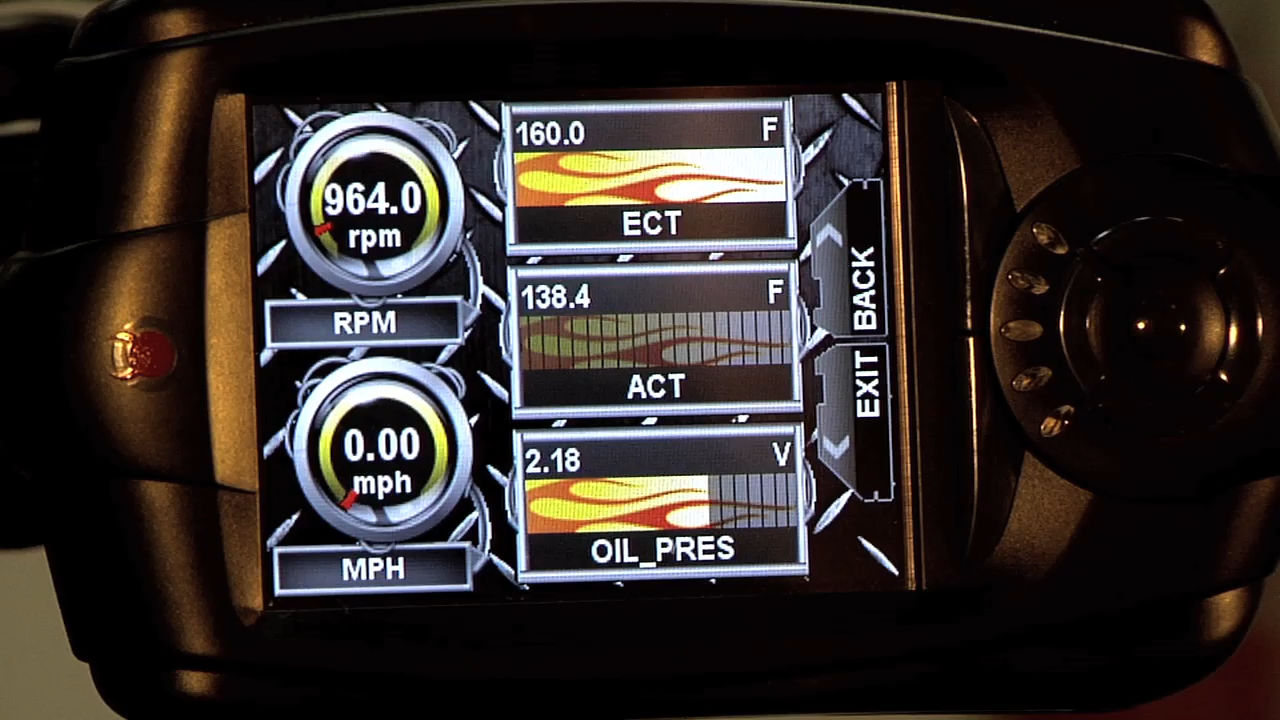 964.0
rpm
RPM
0.00
mph
MPH
160.0 F
ECT
138.4 F
ACT
2.18 V
OIL_PRES
BACK
EXIT